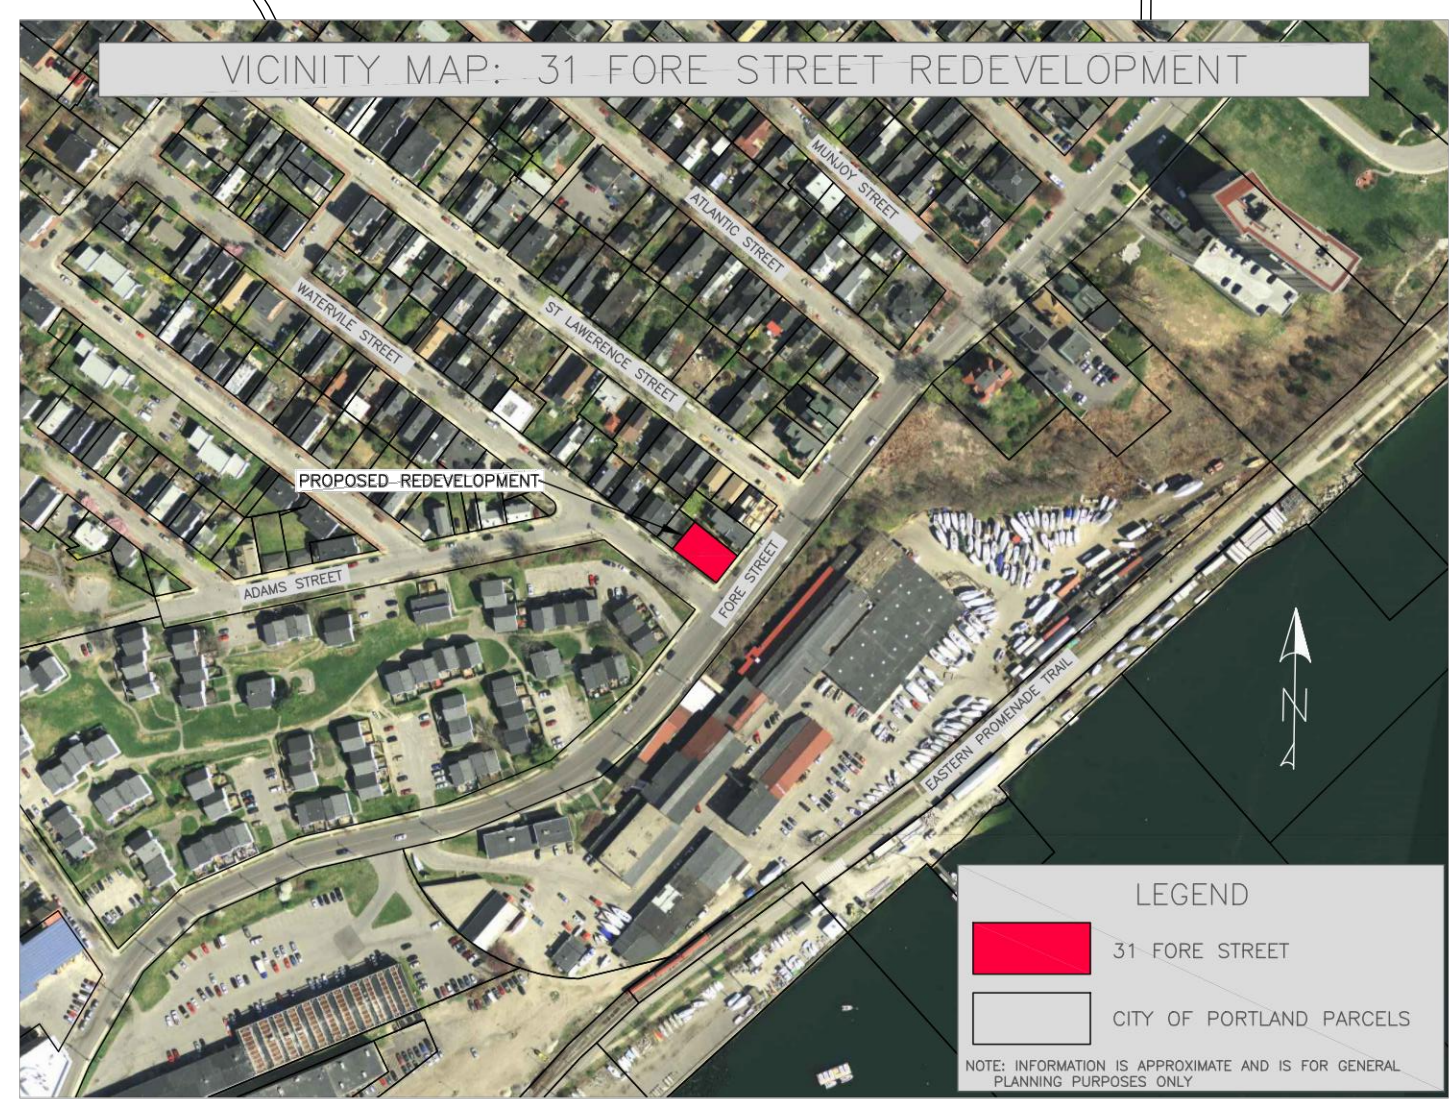 VICINITY MAP: 31 FORE STREET REDEVELOPMENT
MUNJOY STREET
ATLANTIC STREET
WATERVILE STREET
ST LAWERENCE STREET
PROPOSED REDEVELOPMENT
ADAMS STREET
FORE STREET
EASTERN PROMENADE TRAIL
N
LEGEND
31 FORE STREET
CITY OF PORTLAND PARCELS
NOTE: INFORMATION IS APPROXIMATE AND IS FOR GENERAL
PLANNING PURPOSES ONLY